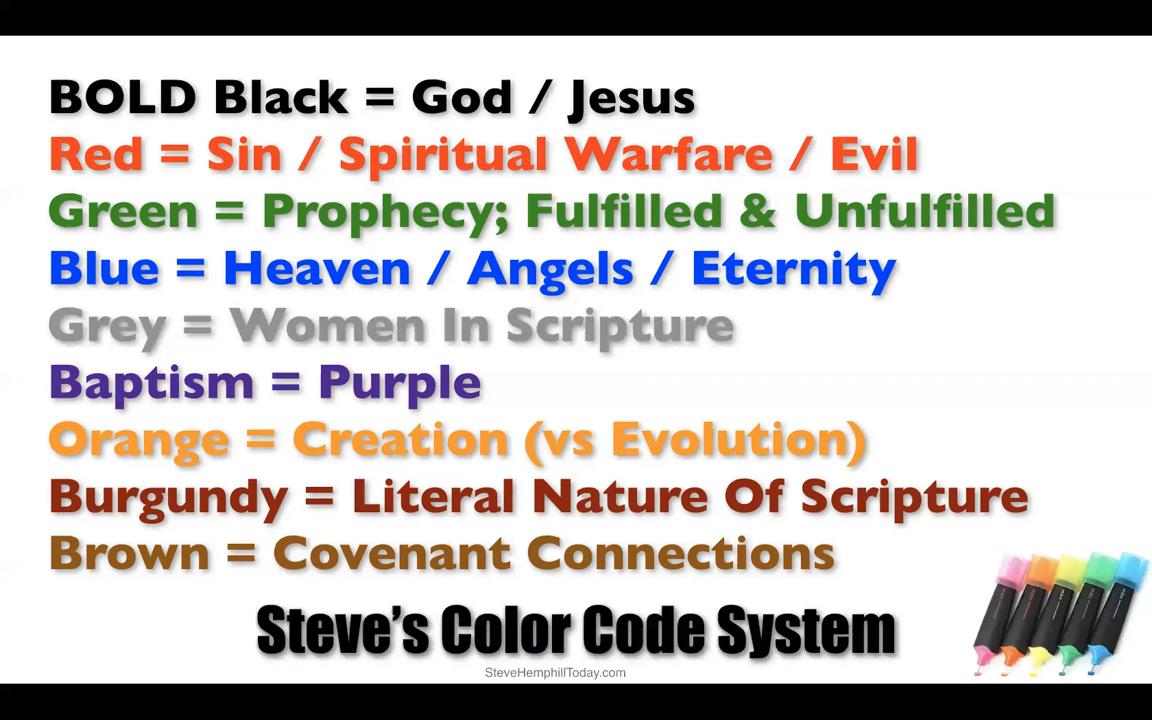 BOLD Black = God / Jesus
Red = Sin / Spiritual Warfare / Evil
Green = Prophecy; Fulfilled & Unfulfilled
Blue = Heaven / Angels / Eternity
Grey = Women In Scripture
Baptism = Purple
Orange = Creation (vs Evolution)
Burgundy = Literal Nature Of Scripture
Brown = Covenant Connections
Steve’s Color Code System
SteveHemphillToday.com